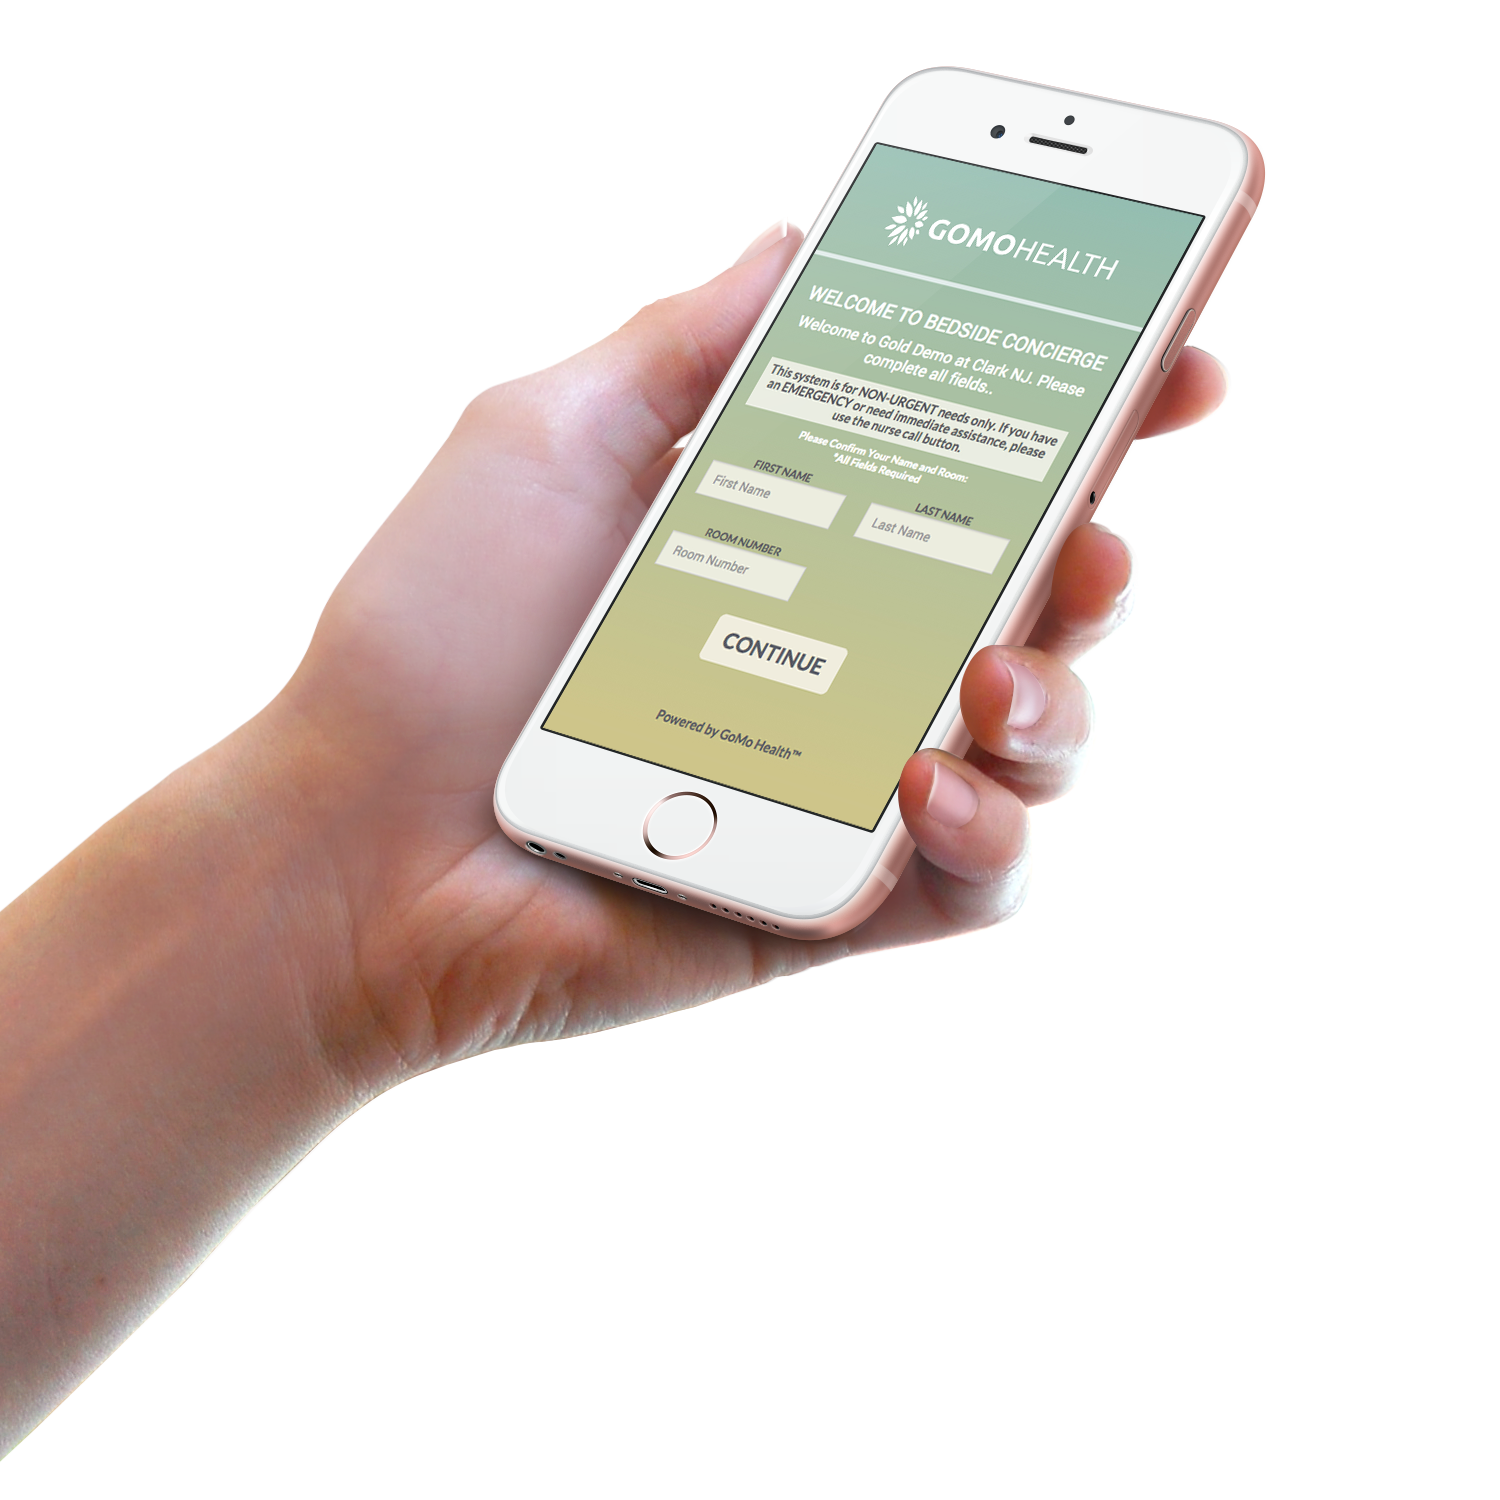 GOMOHEALTH
WELCOME TO BEDSIDE CONCIERGE
Welcome to Gold Demo at Clark NJ. Please
complete all fields..
This system is for NON-URGENT needs only. If you have
an EMERGENCY or need immediate assistance, please
use the nurse call button.
Please Confirm Your Name and Room:
*All Fields Required
FIRST NAME
First Name
LAST NAME
Last Name
ROOM NUMBER
Room Number
CONTINUE
Powered by GoMo Health™